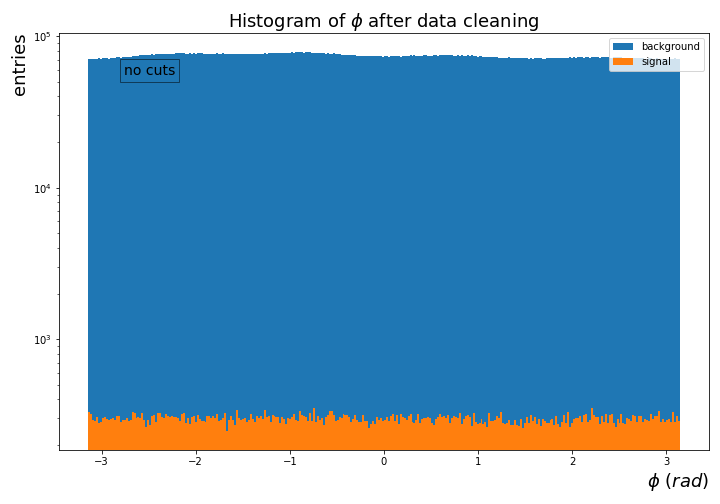 Histogram of ϕ after data cleaning
entries
10⁵
10⁴
10³
no cuts
background
signal
−3
−2
−1
0
1
2
3
ϕ (rad)